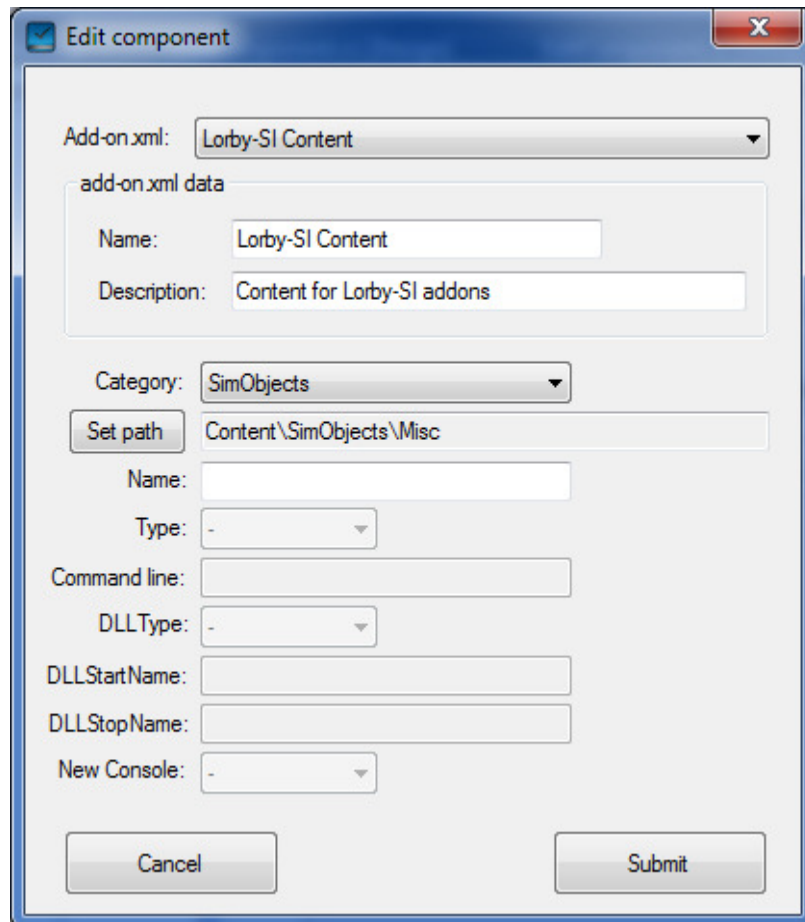 Edit component
Add-on.xml: Lorby-SI Content
add-on.xml data
Name: Lorby-SI Content
Description: Content for Lorby-SI addons
Category: SimObjects
Set path Content\SimObjects\Misc
Name:
Type: -
Command line:
DLLType: -
DLLStartName:
DLLStopName:
New Console: -
Cancel Submit